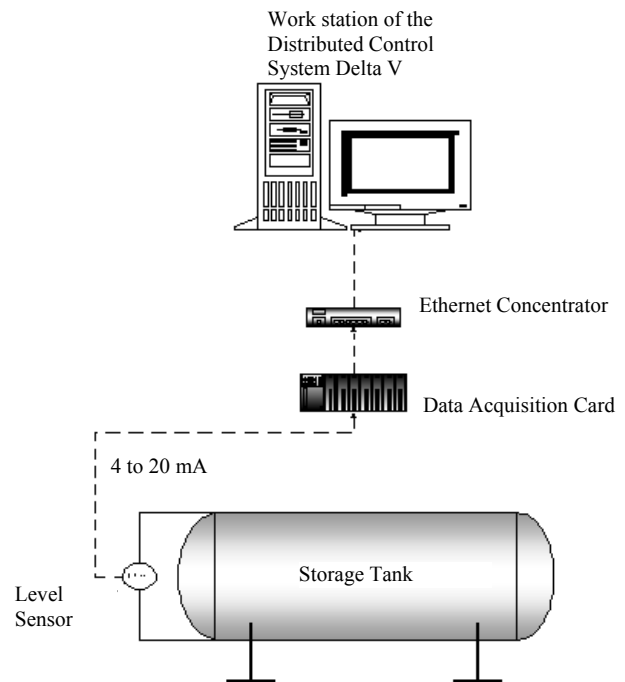 Work station of the
Distributed Control
System Delta V
Ethernet Concentrator
Data Acquisition Card
4 to 20 mA
Storage Tank
Level
Sensor